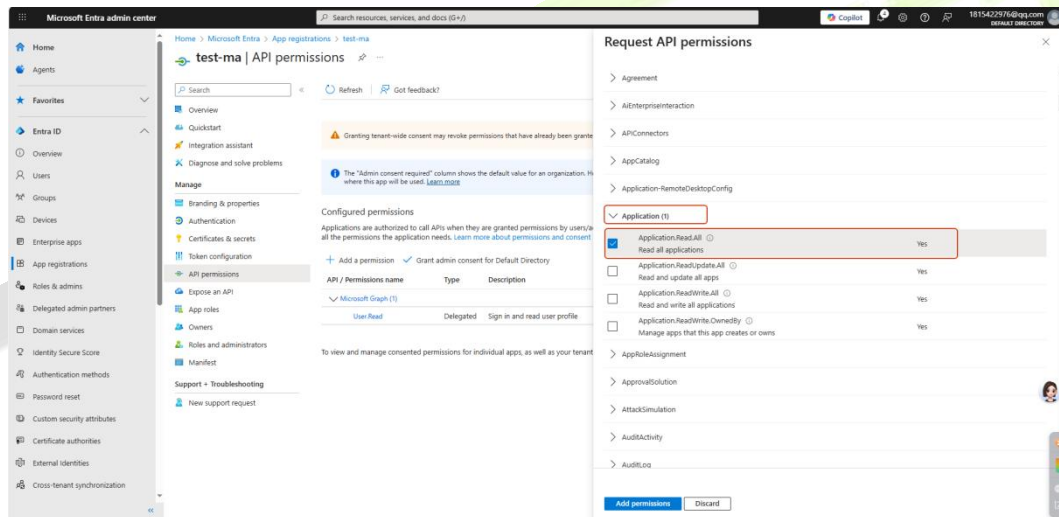 Microsoft Entra admin center
Search resources, services, and docs (G+/)
Copilot
1815422976@qq.com
DEFAULT DIRECTORY
Home
Agents
Favorites
Entra ID
Overview
Users
Groups
Devices
Enterprise apps
App registrations
Roles & admins
Delegated admin partners
Domain services
Identity Secure Score
Authentication methods
Password reset
Custom security attributes
Certificate authorities
External Identities
Cross-tenant synchronization
Home > Microsoft Entra > App registrations > test-ma
test-ma | API permissions
Search
Overview
Quickstart
Integration assistant
Diagnose and solve problems
Manage
Branding & properties
Authentication
Certificates & secrets
Token configuration
API permissions
Expose an API
App roles
Owners
Roles and administrators
Manifest
Support + Troubleshooting
New support request
Refresh | Got feedback?
Granting tenant-wide consent may revoke permissions that have already been grante
The "Admin consent required" column shows the default value for an organization. H
where this app will be used. Learn more
Configured permissions
Applications are authorized to call APIs when they are granted permissions by users/a
all the permissions the application needs. Learn more about permissions and consent
Add a permission Grant admin consent for Default Directory
API / Permissions name Type Description
Microsoft Graph (1)
User.Read Delegated Sign in and read user profile
To view and manage consented permissions for individual apps, as well as your tenant
Request API permissions
Agreement
AiEnterpriseInteraction
APIConnectors
AppCatalog
Application-RemoteDesktopConfig
Application (1)
Application.Read.All
Read all applications
Yes
Application.ReadUpdate.All
Read and update all apps
Yes
Application.ReadWrite.All
Read and write all applications
Yes
Application.ReadWrite.OwnedBy
Manage apps that this app creates or owns
Yes
AppRoleAssignment
ApprovalSolution
AttackSimulation
AuditActivity
AuditLog
Add permissions
Discard